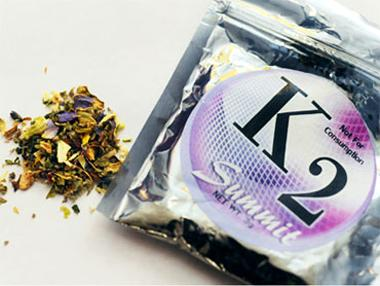 K2
Not For
Consumption
Summit
NET WT.